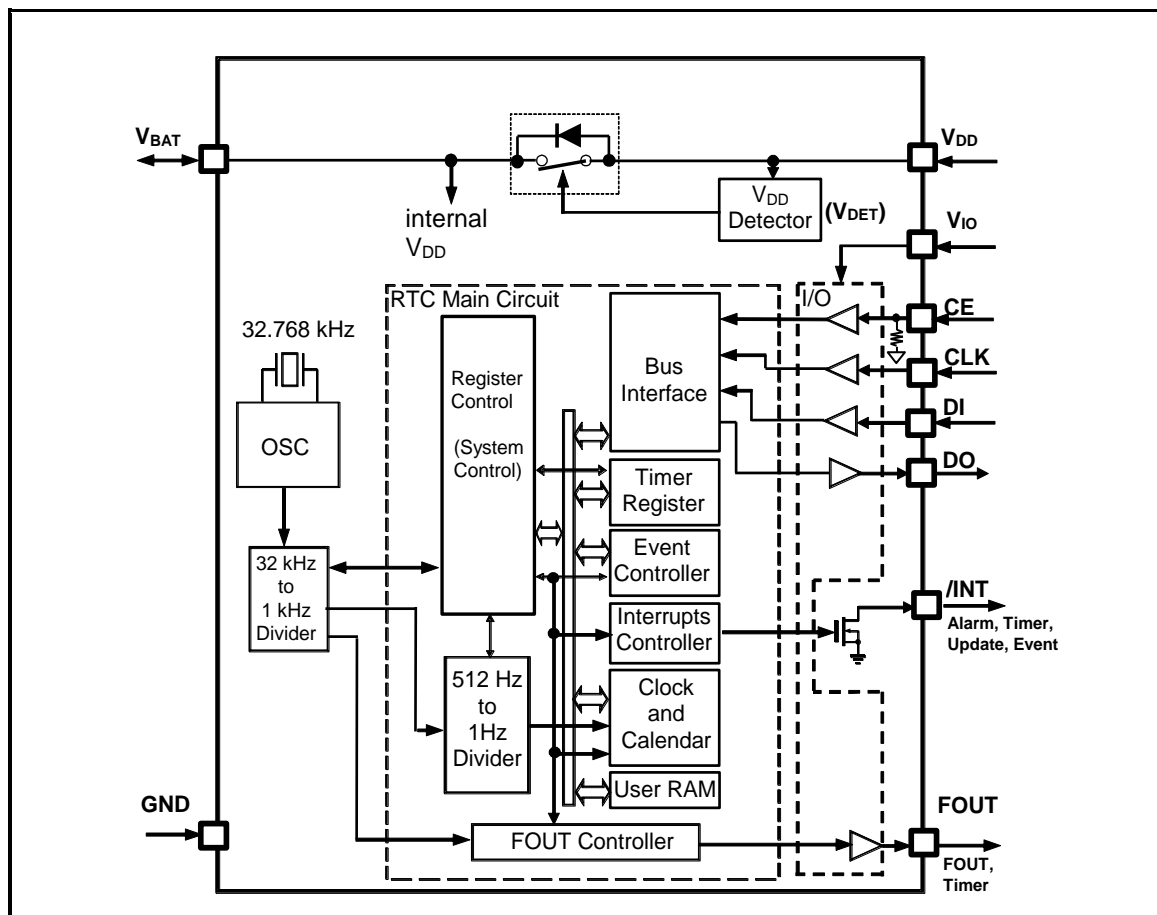 VBAT
VDD
internal
VDD
VDD
Detector
(VDET)
VIO
RTC Main Circuit
I/O
32.768 kHz
OSC
Register
Control
(System
Control)
Bus
Interface
CE
CLK
DI
DO
Timer
Register
32 kHz
to
1 kHz
Divider
Event
Controller
Interrupts
Controller
/INT
Alarm, Timer,
Update, Event
512 Hz
to
1Hz
Divider
Clock
and
Calendar
User RAM
GND
FOUT Controller
FOUT
FOUT,
Timer